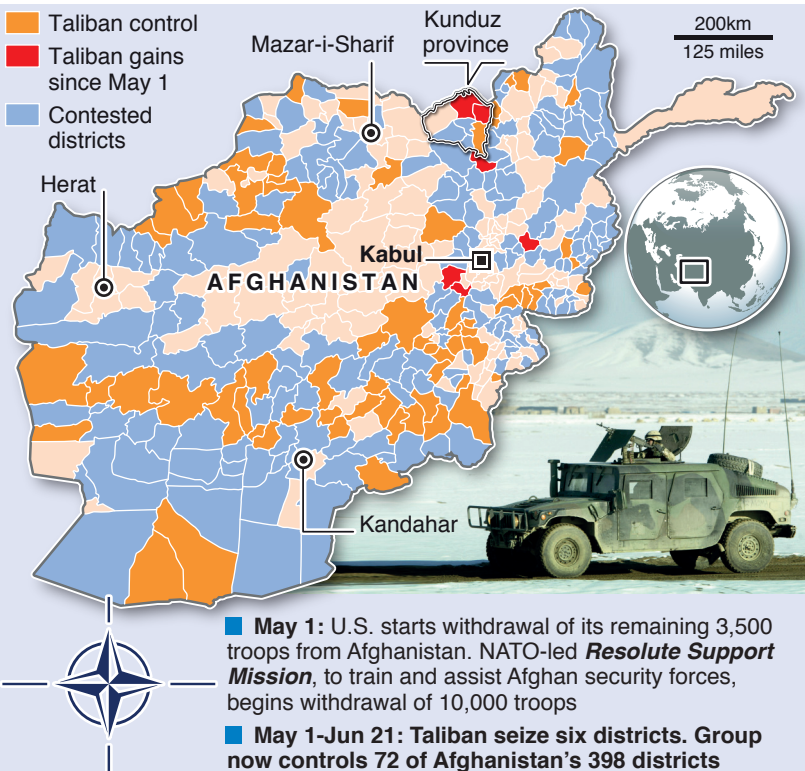 Taliban control
Taliban gains
since May 1
Contested
districts
Mazar-i-Sharif
Kunduz
province
200km
125 miles
Herat
Kabul
AFGHANISTAN
Kandahar
May 1: U.S. starts withdrawal of its remaining 3,500
troops from Afghanistan. NATO-led Resolute Support
Mission, to train and assist Afghan security forces,
begins withdrawal of 10,000 troops
May 1-Jun 21: Taliban seize six districts. Group
now controls 72 of Afghanistan's 398 districts